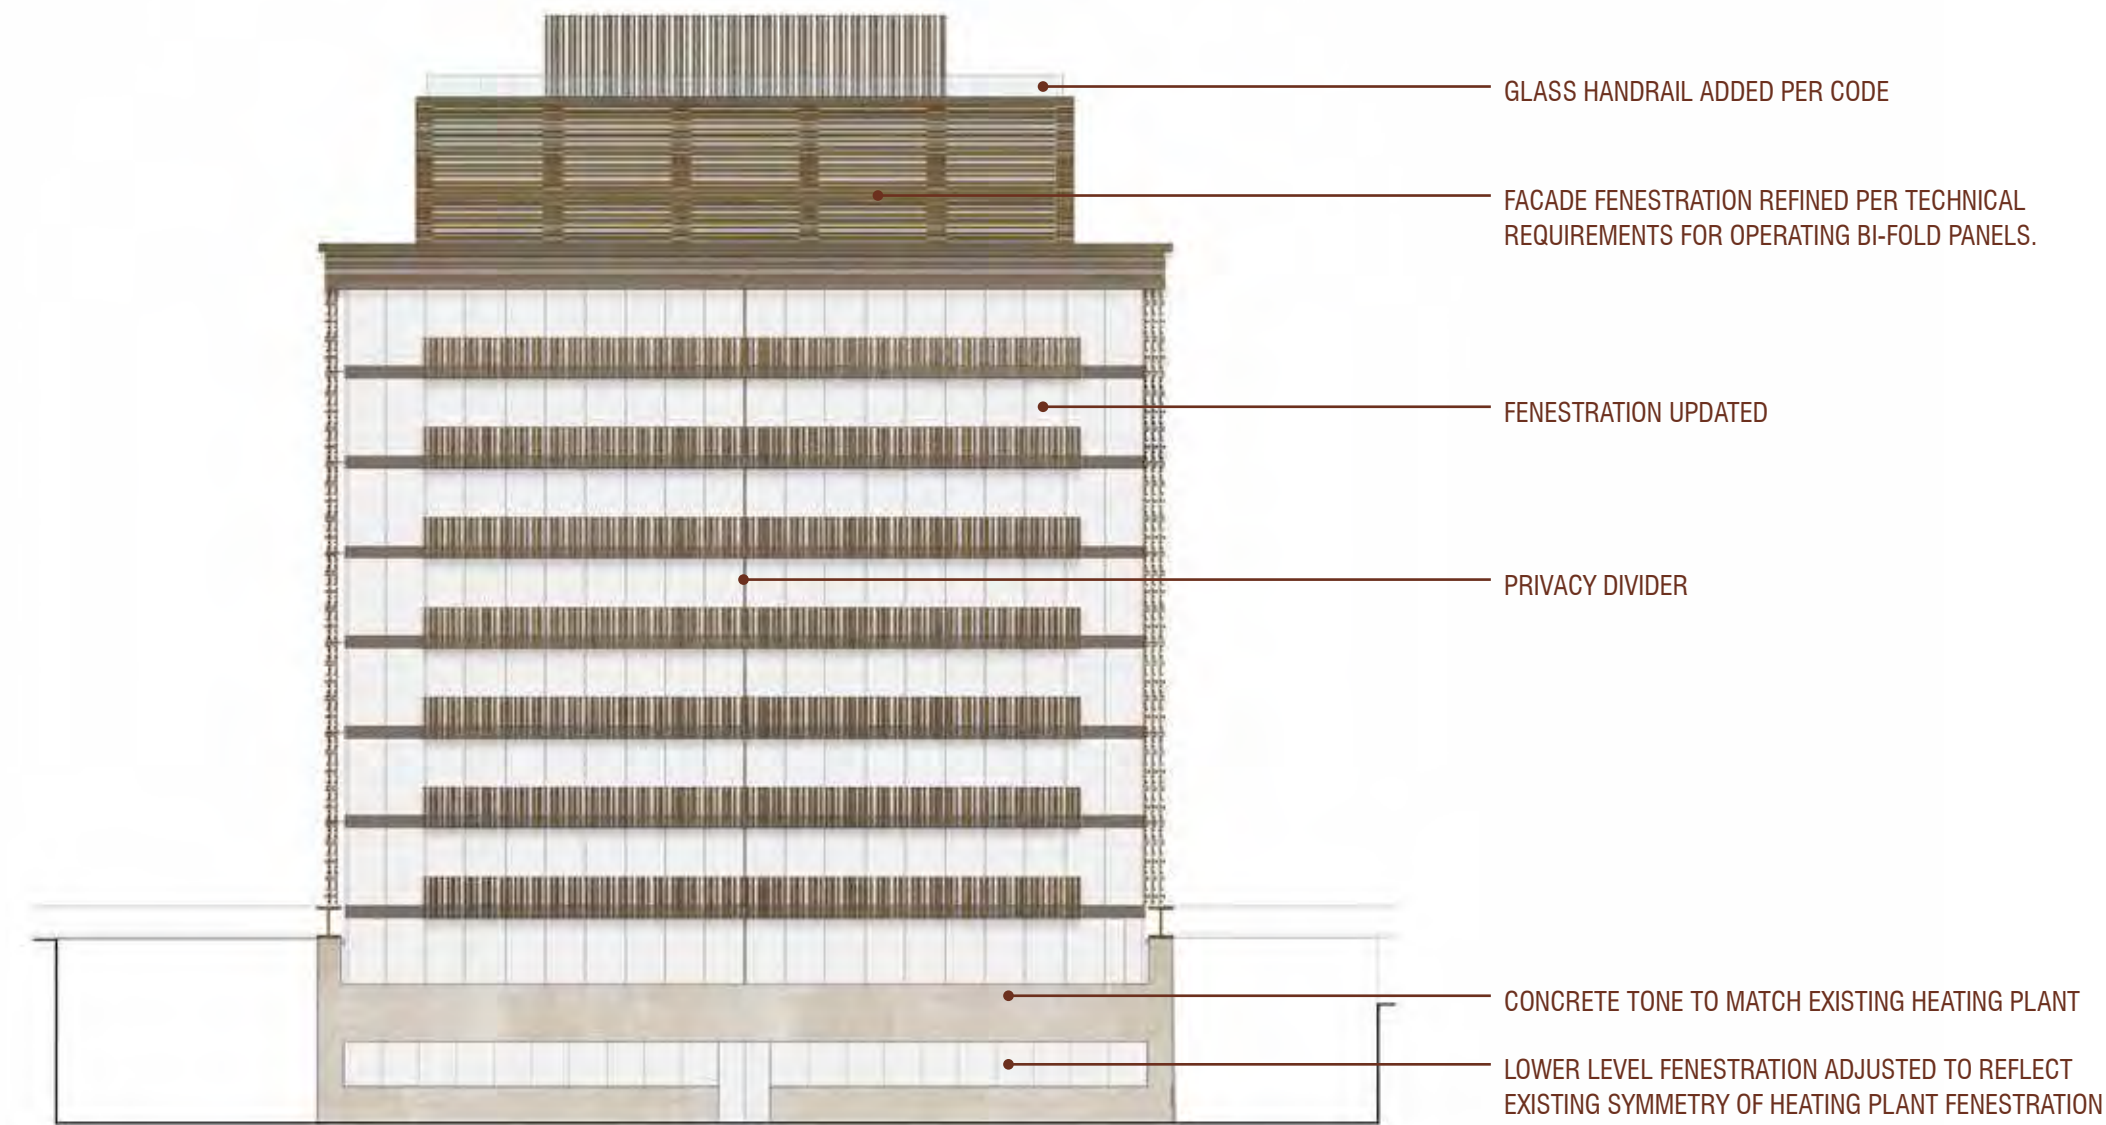 GLASS HANDRAIL ADDED PER CODE
FACADE FENESTRATION REFINED PER TECHNICAL
REQUIREMENTS FOR OPERATING BI-FOLD PANELS.
FENESTRATION UPDATED
PRIVACY DIVIDER
CONCRETE TONE TO MATCH EXISTING HEATING PLANT
LOWER LEVEL FENESTRATION ADJUSTED TO REFLECT
EXISTING SYMMETRY OF HEATING PLANT FENESTRATION